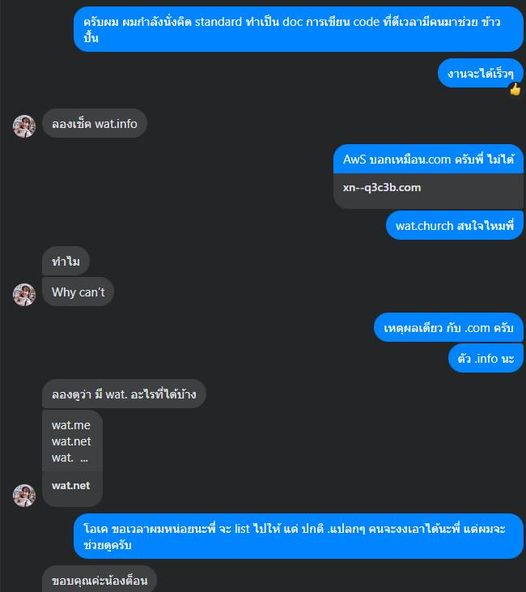 ครับผม ผมกำลังนั่งคิด standard ทำเป็น doc การเขียน code ที่ดีเวลามีคนมาช่วย ข้าว
ปั้น
งานจะได้เร็วๆ
ลองเช็ค wat.info
AwS บอกเหมือน.com ครับพี่ ไม่ได้
xn--q3c3b.com
wat.church สนใจไหมพี่
ทำไม
Why can't
เหตุผลเดียว กับ .com ครับ
ตัว .info นะ
ลองดูว่า มี wat. อะไรที่ได้บ้าง
wat.me
wat.net
wat. ...
wat.net
โอเค ขอเวลาผมหน่อยนะพี่ จะ list ไปให้ แต่ ปกติ .แปลกๆ คนจะงงเอาได้นะพี่ แต่ผมจะ
ช่วยดูครับ
ขอบคุณค่ะน้องต็อน